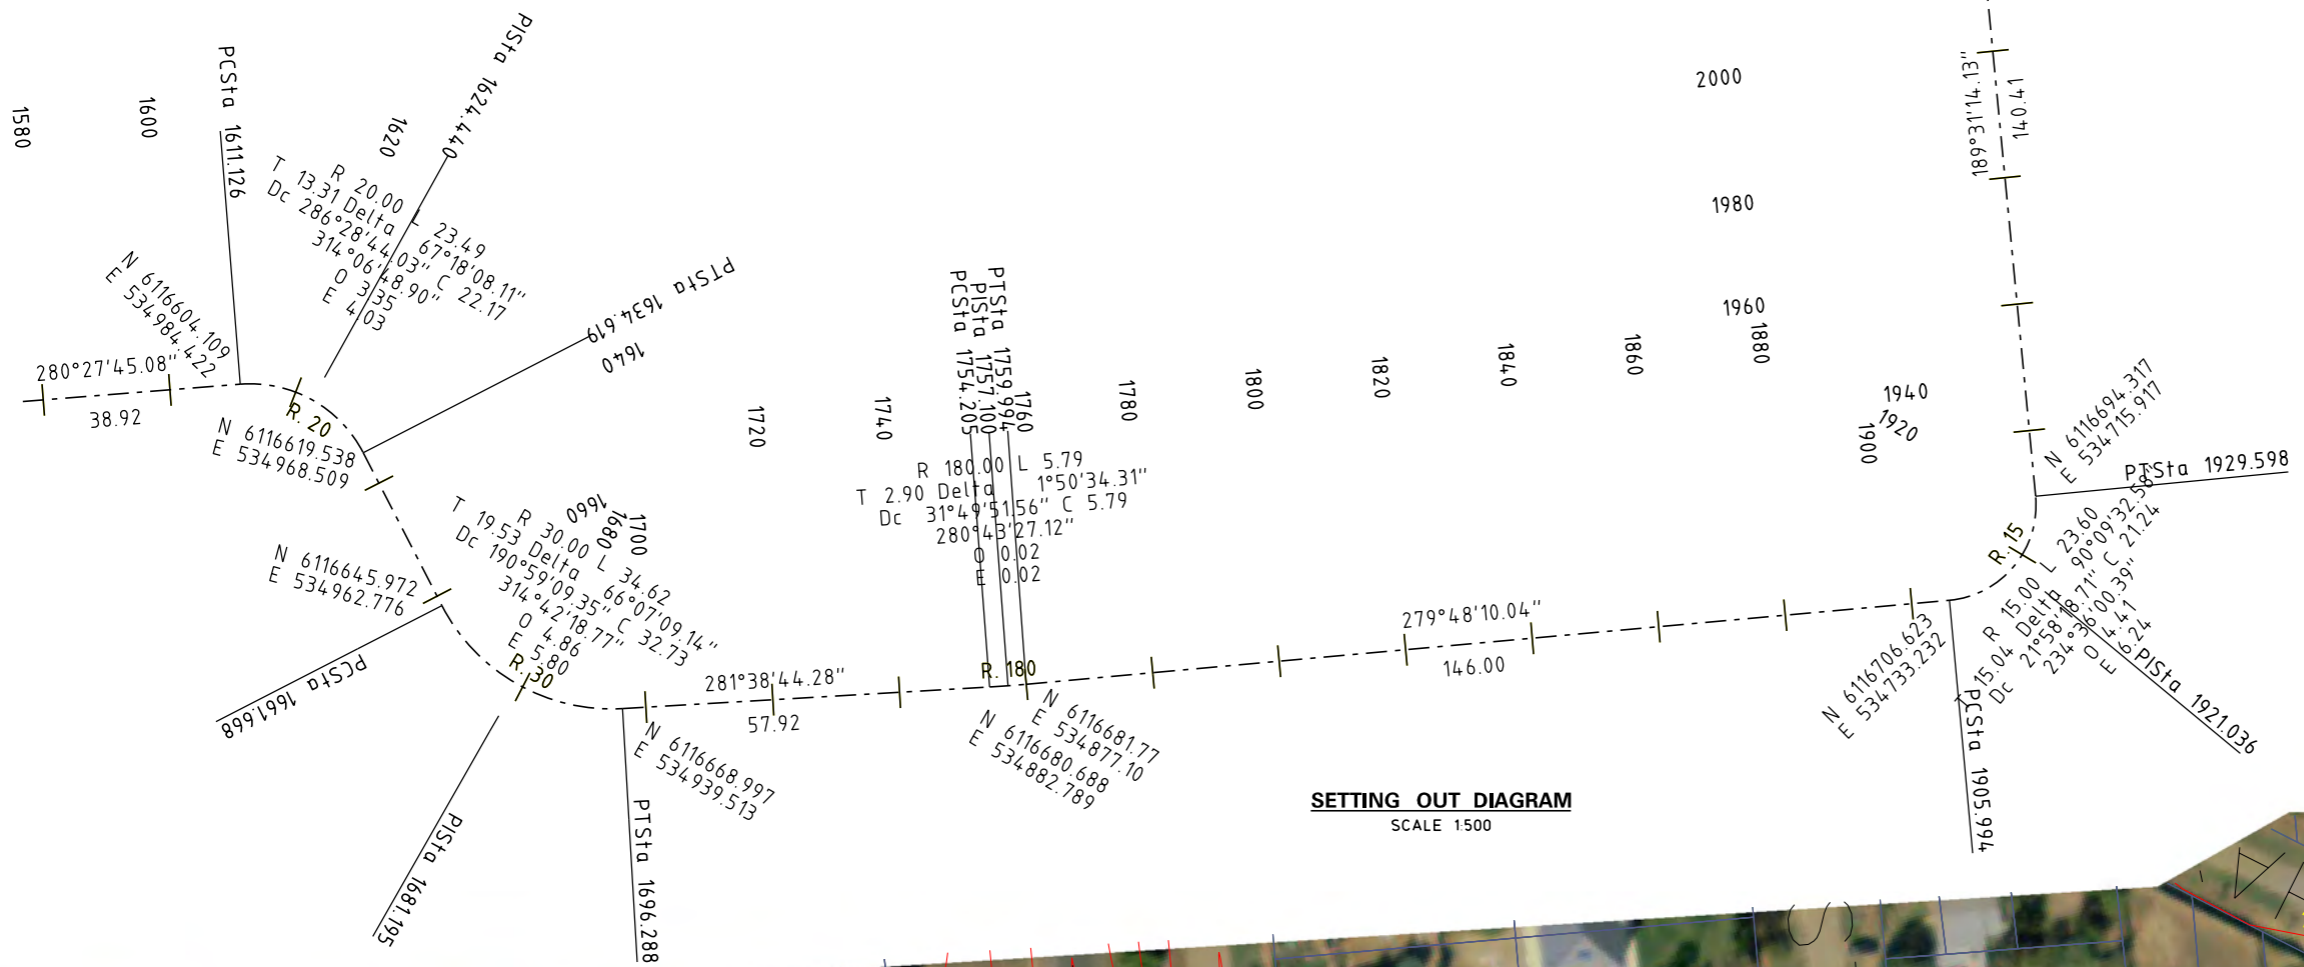 1580
1600
PCSta 1611.126
1620
PISta 1624.440
R 20.00 L 23.49
T 13.31 Delta 67°18'08.11"
Dc 286°28'44.03" C 22.17
314°06'48.90"
O 3.35
E 4.03
N 6116604.109
E 534984.422
280°27'45.08"
38.92
R. 20
N 6116619.538
E 534968.509
PTSta 1634.619
1640
N 6116645.972
E 534962.776
PCSta 1661.668
1660
1680
1700
R 30.00 L 34.62
T 19.53 Delta 66°07'09.14"
Dc 190°59'09.35" C 32.73
314°42'18.77"
O 4.86
E 5.80
R. 30
PISta 1681.195
PTSta 1696.288
N 6116668.997
E 534939.513
281°38'44.28"
57.92
1720
1740
PCSta 1754.205
PISta 1757.100
PTSta 1759.994
1760
R 180.00 L 5.79
T 2.90 Delta 1°50'34.31"
Dc 31°49'51.56" C 5.79
280°43'27.12"
O 0.02
E 0.02
R. 180
N 6116681.77
E 534877.10
N 6116680.688
E 534882.789
1780
1800
1820
1840
1860
1880
1900
279°48'10.04"
146.00
1920
1940
1960
1980
2000
189°31'14.13"
140.41
N 6116694.317
E 534715.917
PTSta 1929.598
R. 15
R 15.00 L 23.60
T 15.04 Delta 90°09'32.58"
Dc 21°58'18.71" C 21.24
234°36'00.39"
O 4.41
E 6.24
PISta 1921.036
N 6116706.623
E 534733.232
PCSta 1905.994
SETTING OUT DIAGRAM
SCALE 1:500